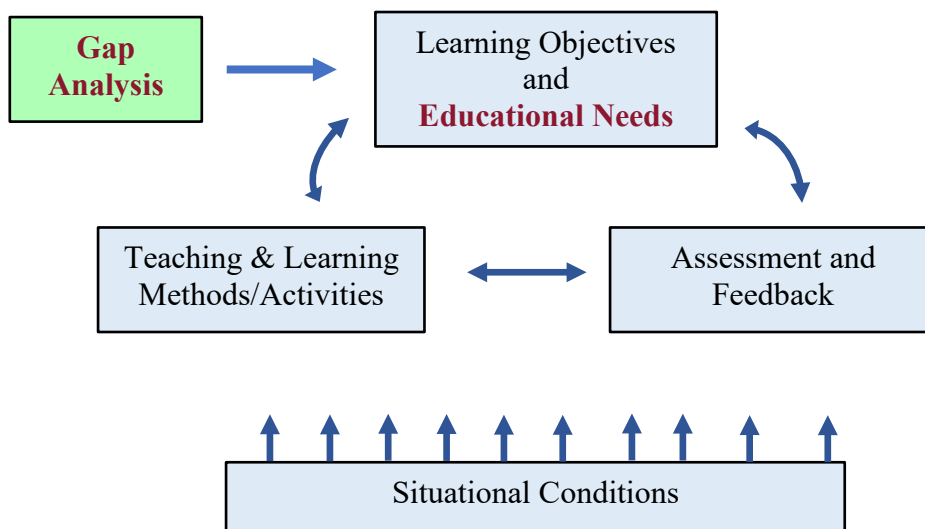 Gap
Analysis
Learning Objectives
and
Educational Needs
Teaching & Learning
Methods/Activities
Assessment and
Feedback
Situational Conditions